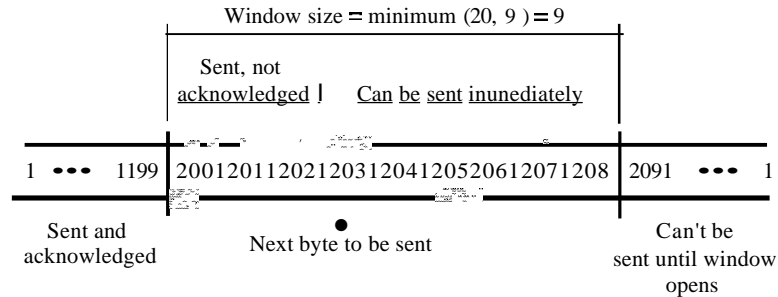 Window size = minimum (20, 9 ) = 9
Sent, not
acknowledged | Can be sent inunediately
1 ••• 1199 20012011202120312041205206120712081 2091 ••• 1
Sent and
acknowledged
Next byte to be sent
Can't be
sent until window
opens